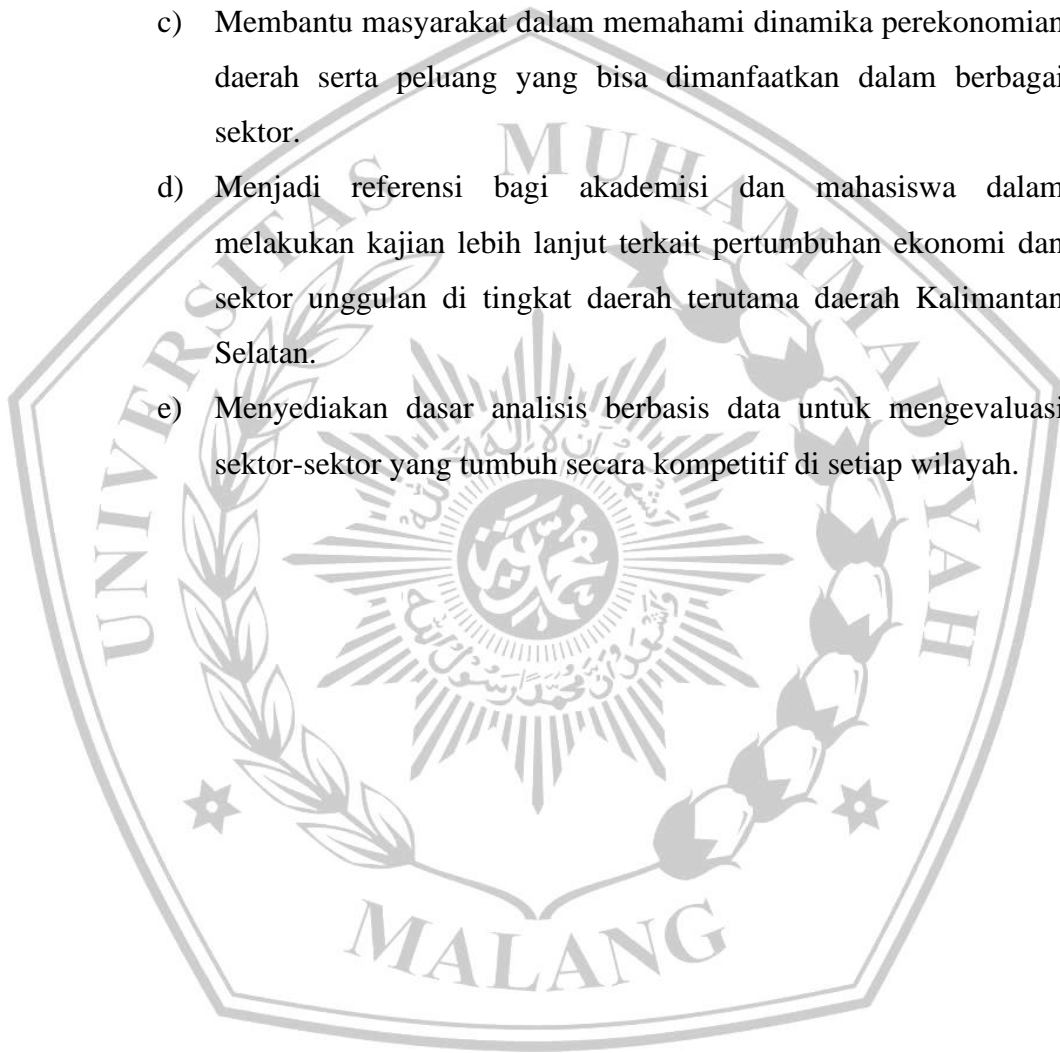 c) Membantu masyarakat dalam memahami dinamika perekonomian
daerah serta peluang yang bisa dimanfaatkan dalam berbagai
sektor.
d) Menjadi referensi bagi akademisi dan mahasiswa dalam
melakukan kajian lebih lanjut terkait pertumbuhan ekonomi dan
sektor unggulan di tingkat daerah terutama daerah Kalimantan
Selatan.
e) Menyediakan dasar analisis berbasis data untuk mengevaluasi
sektor-sektor yang tumbuh secara kompetitif di setiap wilayah.
UNIVERSITAS MUHAMMADIYAH
MALANG